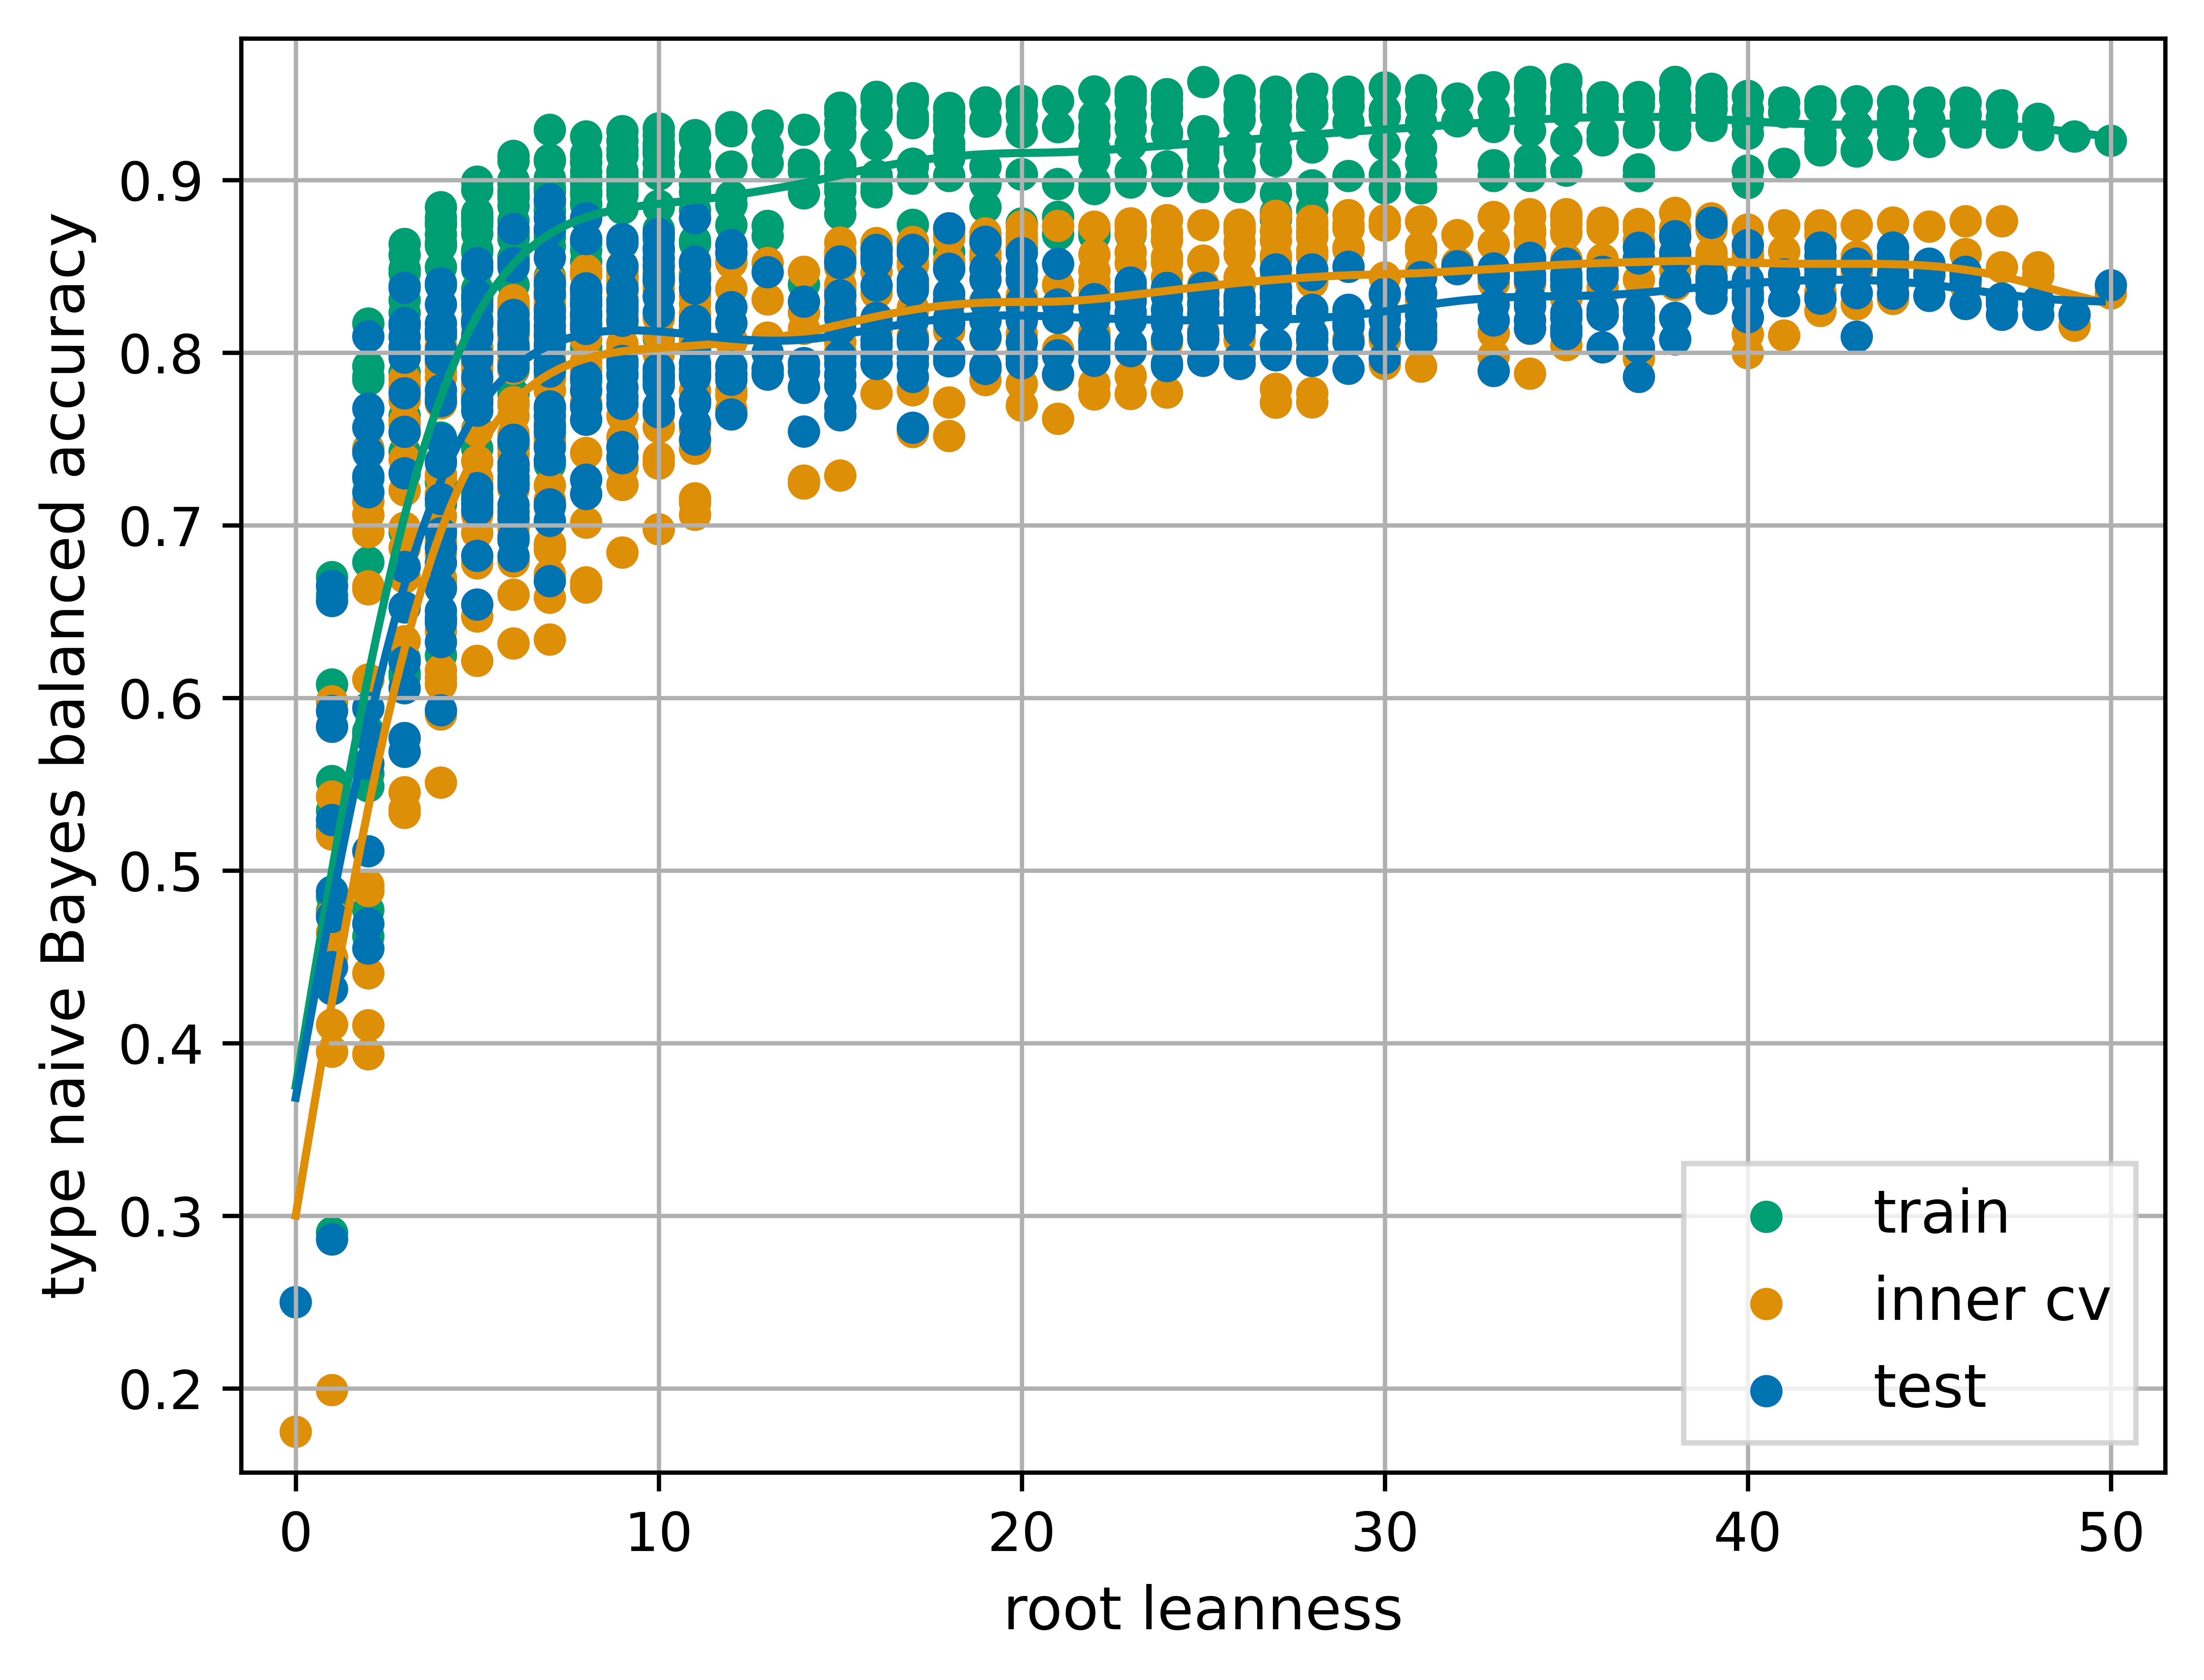 type naive Bayes balanced accuracy
0.9
0.8
0.7
0.6
0.5
0.4
0.3
0.2
train
inner cv
test
0 10 20 30 40 50
root leanness